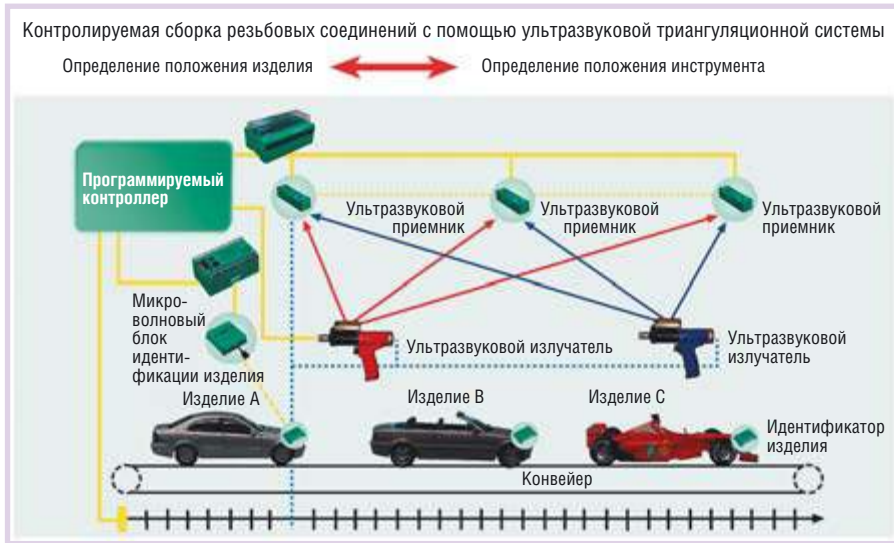 Контролируемая сборка резьбовых соединений с помощью ультразвуковой триангуляционной системы
Определение положения изделия
Определение положения инструмента
Программируемый
контроллер
Ультразвуковой
приемник
Ультразвуковой
приемник
Ультразвуковой
приемник
Микро-
волновый
блок
иденти-
фикации изделия
Ультразвуковой излучатель
Ультразвуковой
излучатель
Изделие A
Изделие B
Изделие C
Идентификатор
изделия
Конвейер